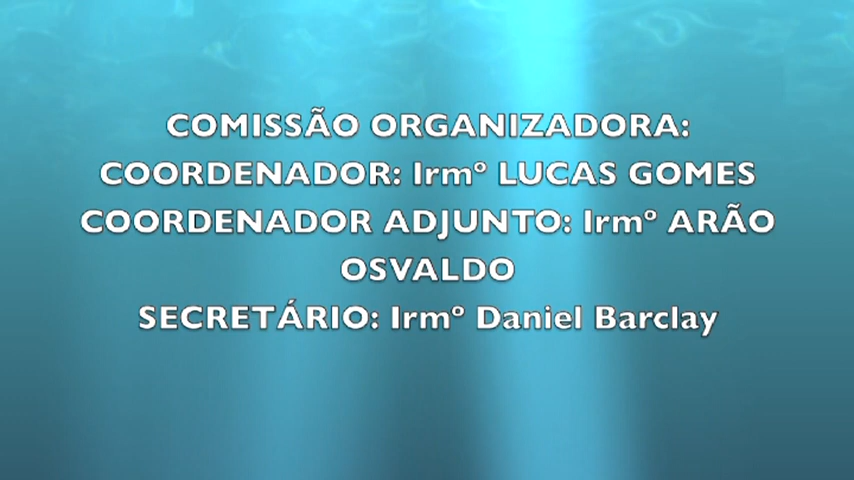 COMISSÃO ORGANIZADORA:
COORDENADOR: Irmº LUCAS GOMES
COORDENADOR ADJUNTO: Irmº ARÃO
OSVALDO
SECRETÁRIO: Irmº Daniel Barclay